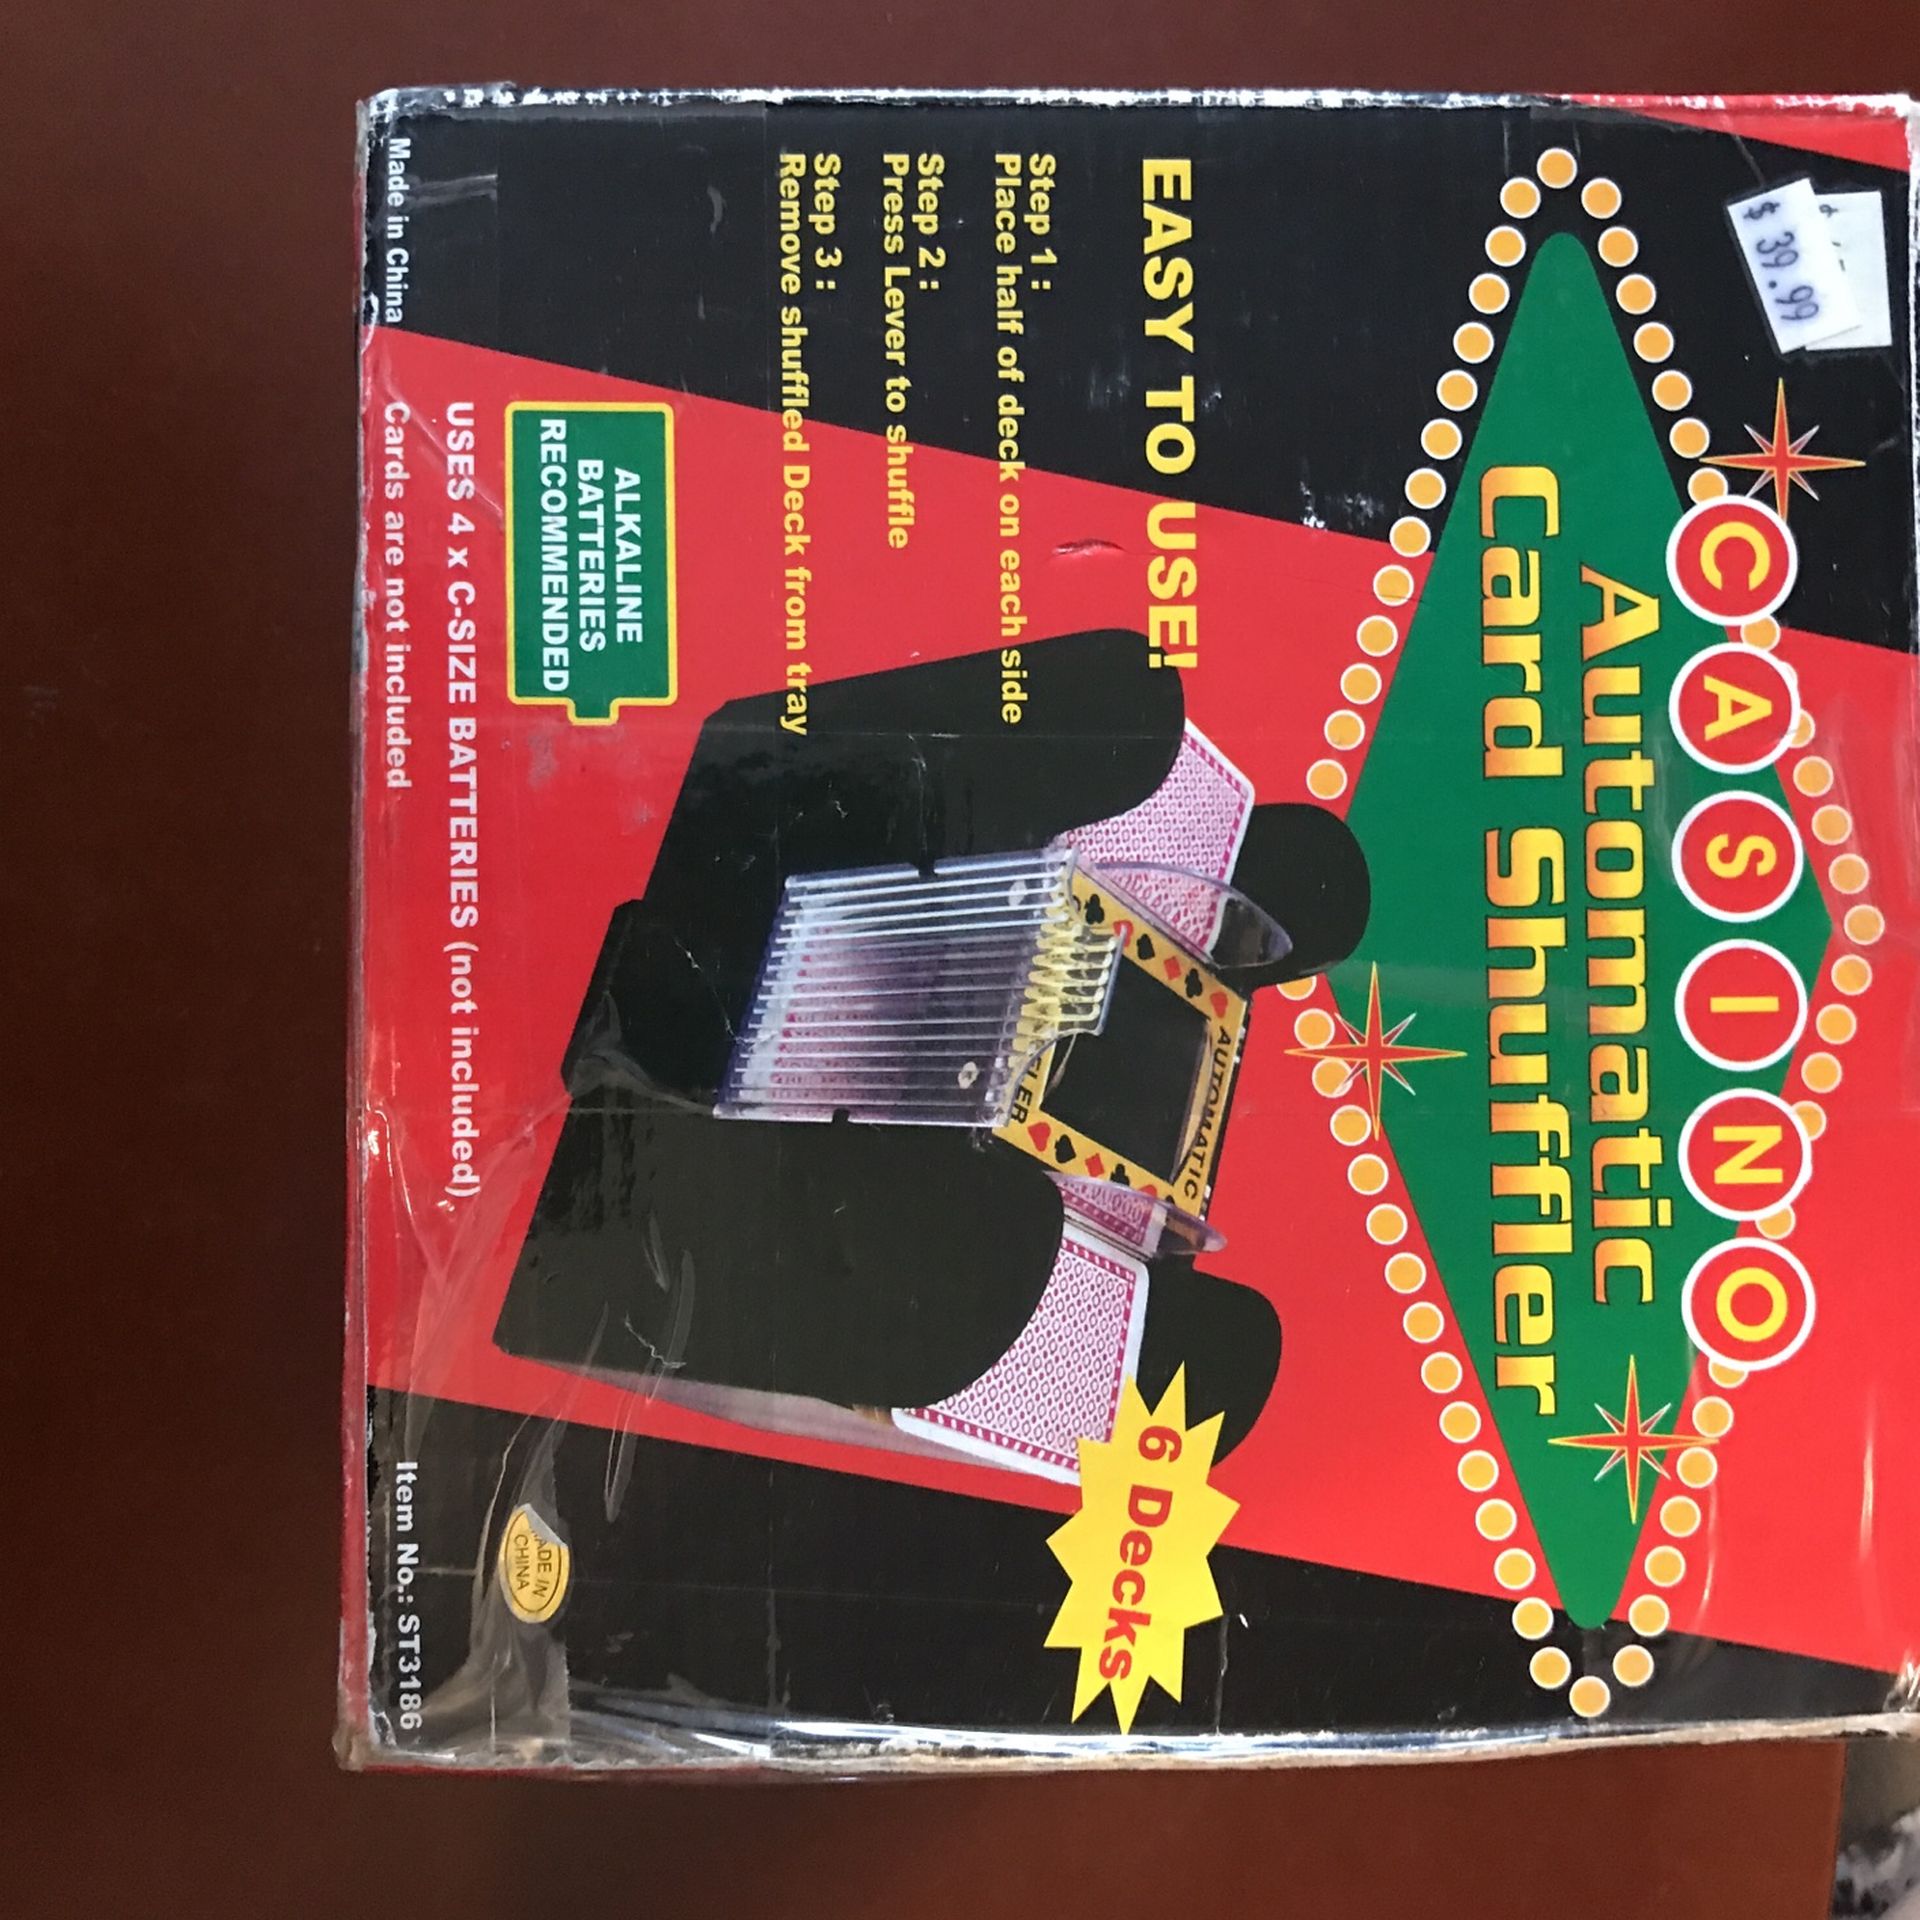 $ 39.99
CASINO
Automatic
Card Shuffler
EASY TO USE!
Step 1 :
Place half of deck on each side
Step 2 :
Press Lever to shuffle
Step 3 :
Remove shuffled Deck from tray
AUTOMATIC
6 Decks
ALKALINE
BATTERIES
RECOMMENDED
USES 4 x C-SIZE BATTERIES (not included)
Cards are not included
CHINA
Made in China
Item No.: ST3186